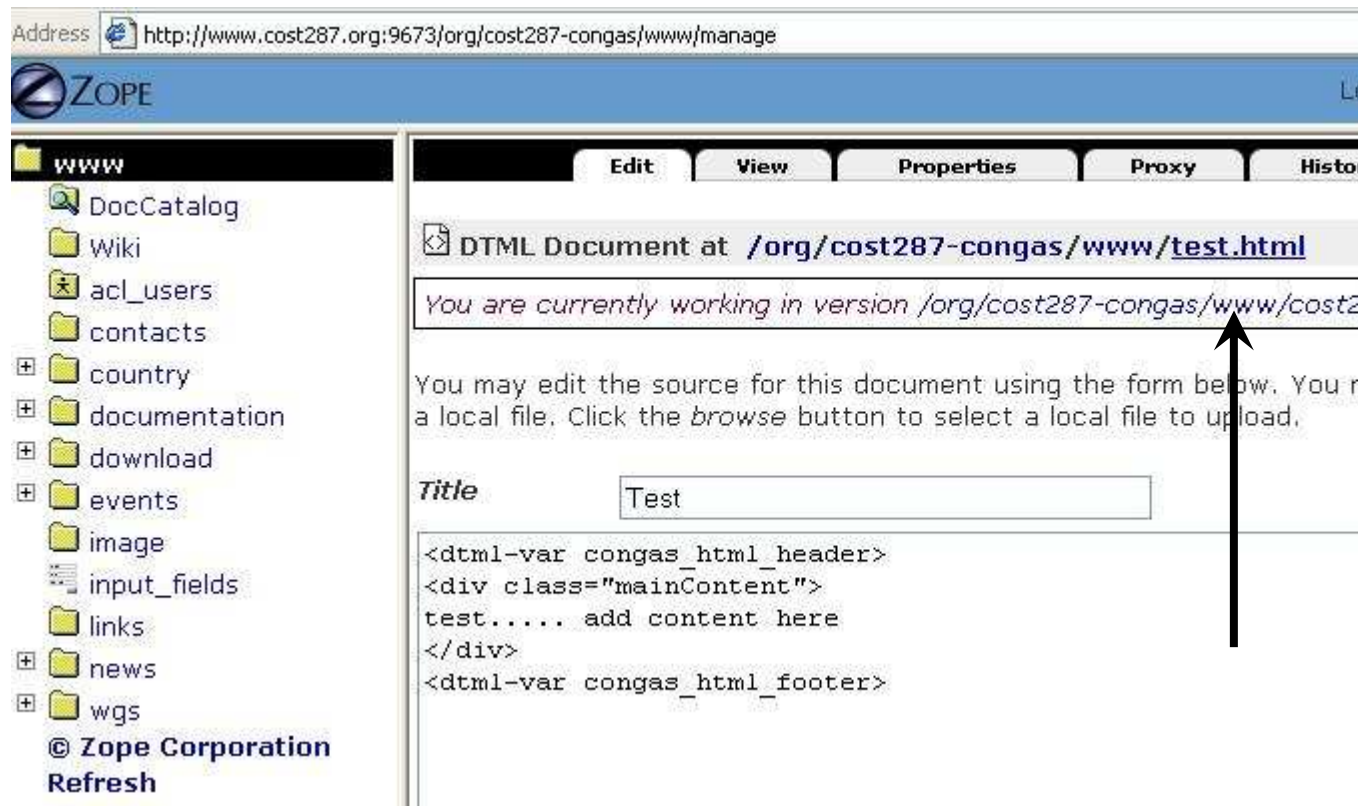 Address http://www.cost287.org:9673/org/cost287-congas/www/manage
ZOPE
www
DocCatalog
Wiki
acl_users
contacts
country
documentation
download
events
image
input_fields
links
news
wgs
© Zope Corporation
Refresh
Edit View Properties Proxy Histo
DTML Document at /org/cost287-congas/www/test.html
You are currently working in version /org/cost287-congas/www/cost2
You may edit the source for this document using the form below. You
a local file. Click the browse button to select a local file to upload.
Title Test
<dtml-var congas_html_header>
<div class="mainContent">
test..... add content here
</div>
<dtml-var congas_html_footer>